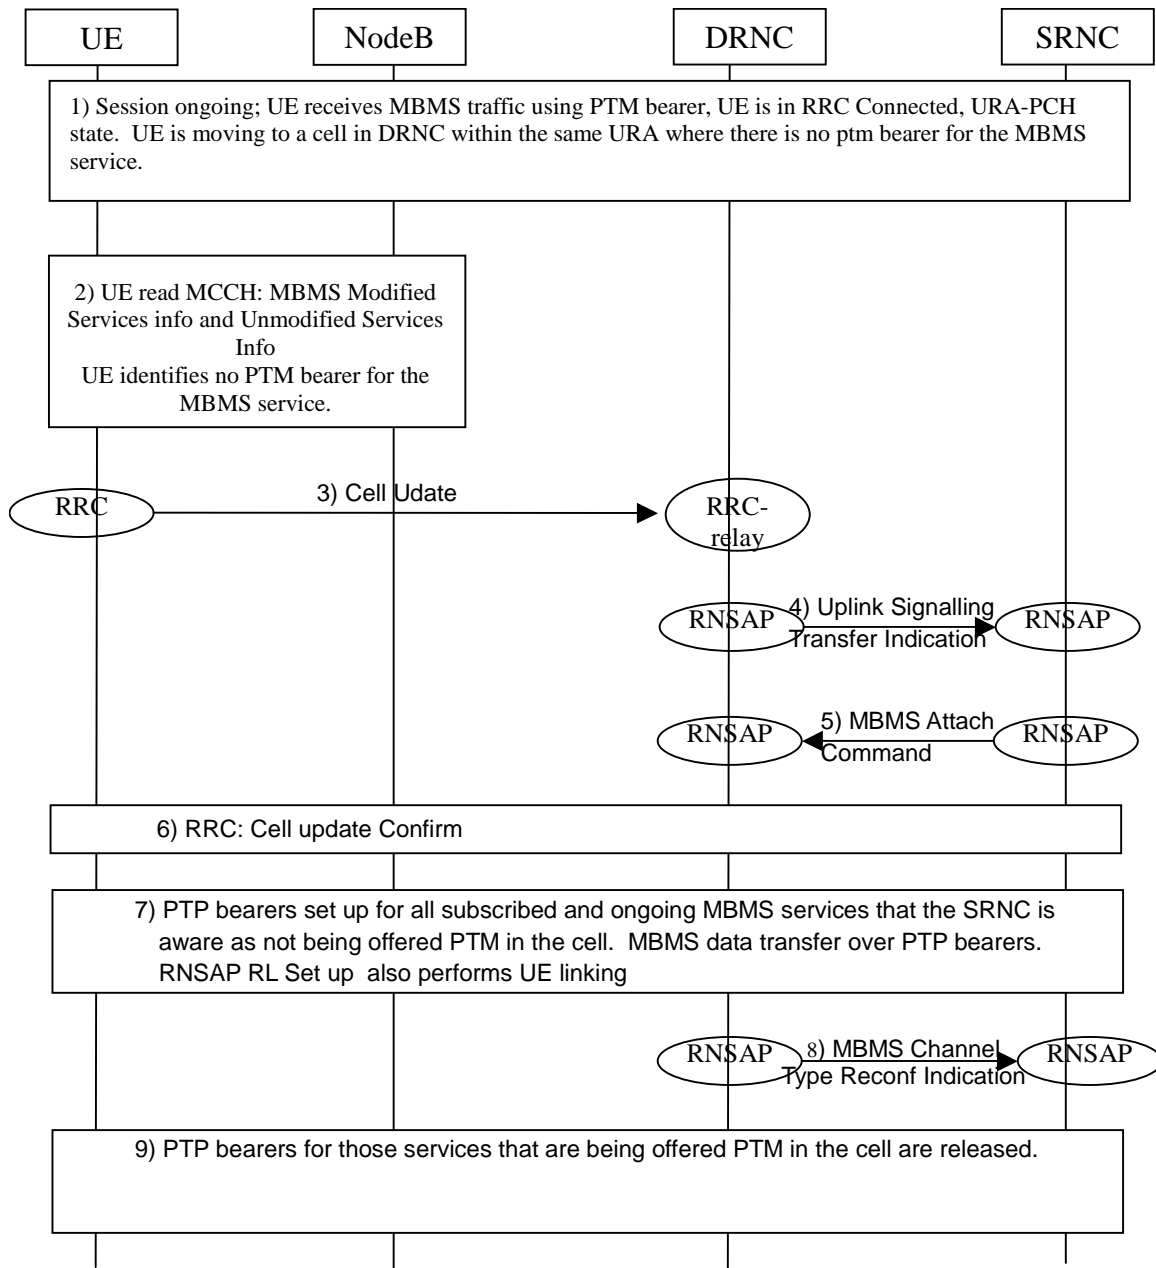 UE
NodeB
DRNC
SRNC
1) Session ongoing; UE receives MBMS traffic using PTM bearer, UE is in RRC Connected, URA-PCH
state.  UE is moving to a cell in DRNC within the same URA where there is no ptm bearer for the MBMS
service.
2) UE read MCCH: MBMS Modified
Services info and Unmodified Services
Info
UE identifies no PTM bearer for the
MBMS service.
RRC
3) Cell Udate
RRC-
relay
RNSAP
4) Uplink Signalling
Transfer Indication
RNSAP
RNSAP
5) MBMS Attach
Command
RNSAP
6) RRC: Cell update Confirm
7) PTP bearers set up for all subscribed and ongoing MBMS services that the SRNC is
aware as not being offered PTM in the cell.  MBMS data transfer over PTP bearers.
RNSAP RL Set up  also performs UE linking
RNSAP
8) MBMS Channel
Type Reconf Indication
RNSAP
9) PTP bearers for those services that are being offered PTM in the cell are released.